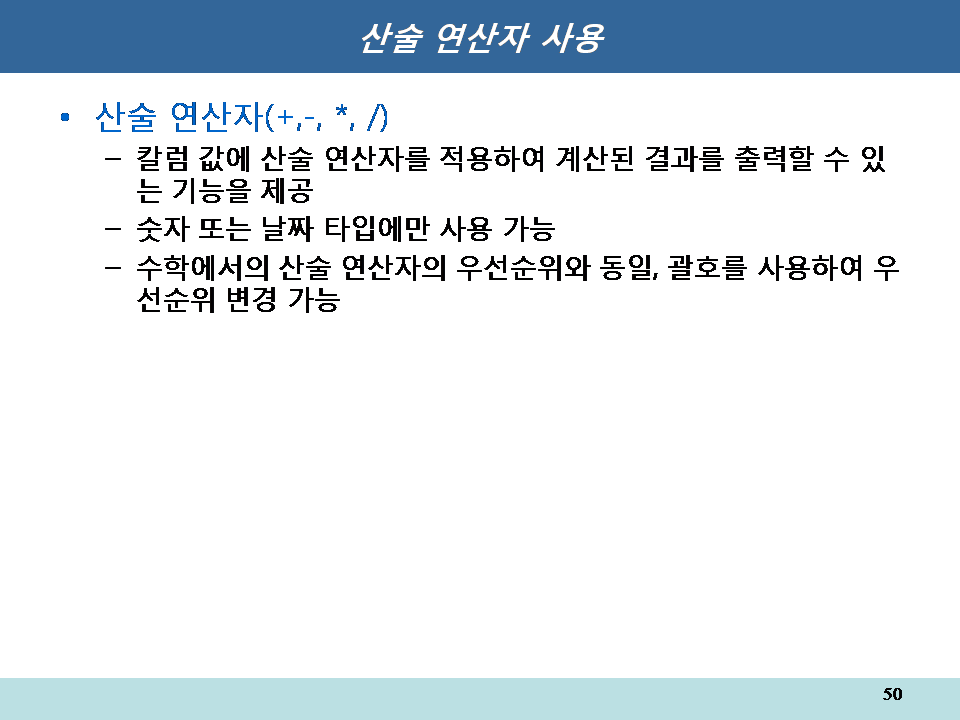 산술 연산자 사용
• 산술 연산자(+,-, *, /)
– 칼럼 값에 산술 연산자를 적용하여 계산된 결과를 출력할 수 있
는 기능을 제공
– 숫자 또는 날짜 타입에만 사용 가능
– 수학에서의 산술 연산자의 우선순위와 동일, 괄호를 사용하여 우
선순위 변경 가능
50